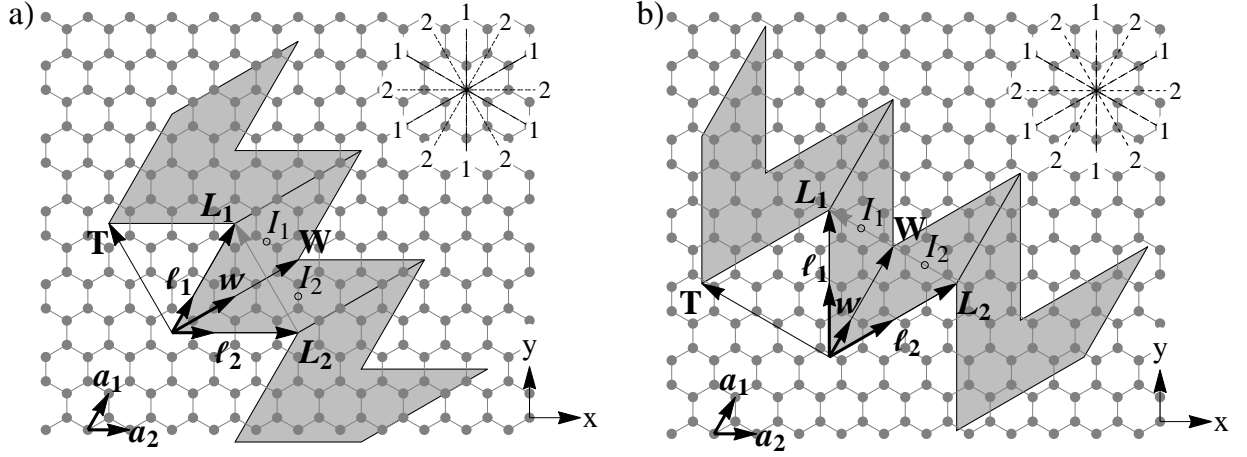 a)
1
2 2
1 1
2 2
1 1
2 2
1
L₁
I₁
T
W
ℓ₁
w
I₂
ℓ₂
L₂
a₁
a₂
y
x
b)
1
2 2
1 1
2 2
1 1
2 2
1
L₁
I₁
W
I₂
ℓ₁
T
w
L₂
ℓ₂
a₁
a₂
y
x